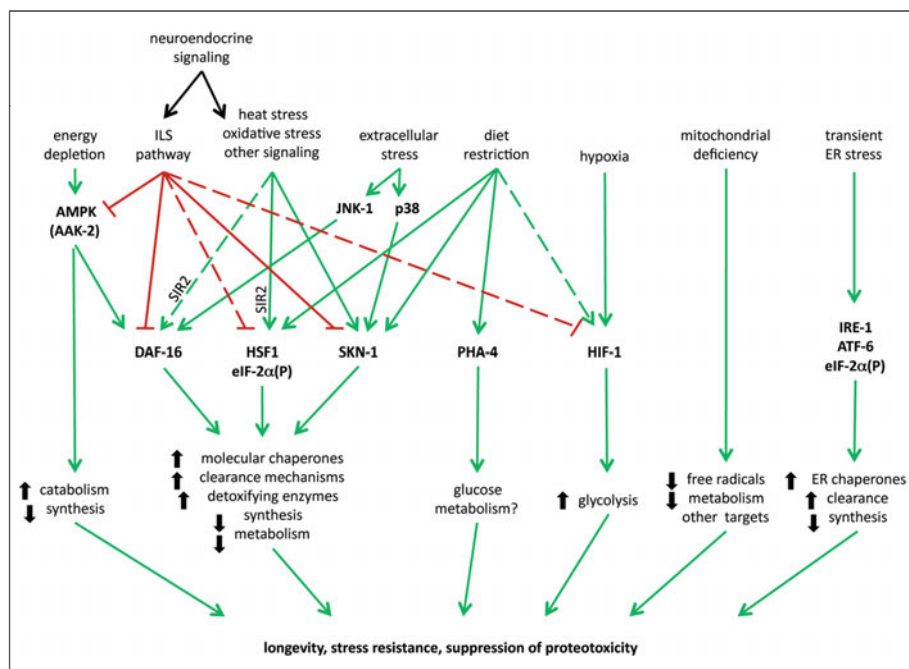 neuroendocrine
signaling
energy
depletion
ILS
pathway
heat stress
oxidative stress
other signaling
extracellular
stress
diet
restriction
hypoxia
mitochondrial
deficiency
transient
ER stress
AMPK
(AAK-2)
JNK-1
p38
SIR2
SIR2
DAF-16
HSF1
eIF-2α(P)
SKN-1
PHA-4
HIF-1
IRE-1
ATF-6
eIF-2α(P)
catabolism
synthesis
molecular chaperones
clearance mechanisms
detoxifying enzymes
synthesis
metabolism
glucose
metabolism?
glycolysis
free radicals
metabolism
other targets
ER chaperones
clearance
synthesis
longevity, stress resistance, suppression of proteotoxicity